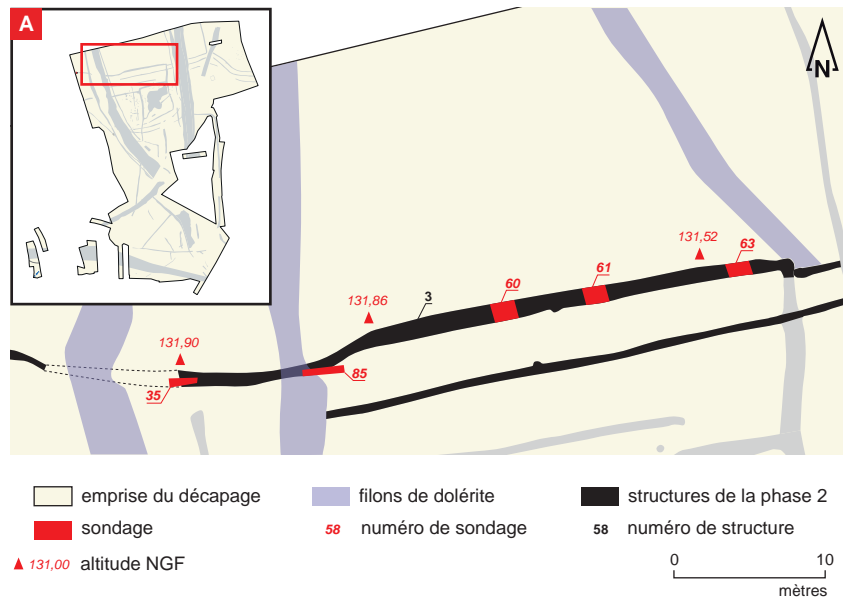 A
N
131,52
63
61
60
131,86
3
131,90
85
35
emprise du décapage
filons de dolérite
structures de la phase 2
sondage
58 numéro de sondage
58 numéro de structure
131,00 altitude NGF
0 10
mètres